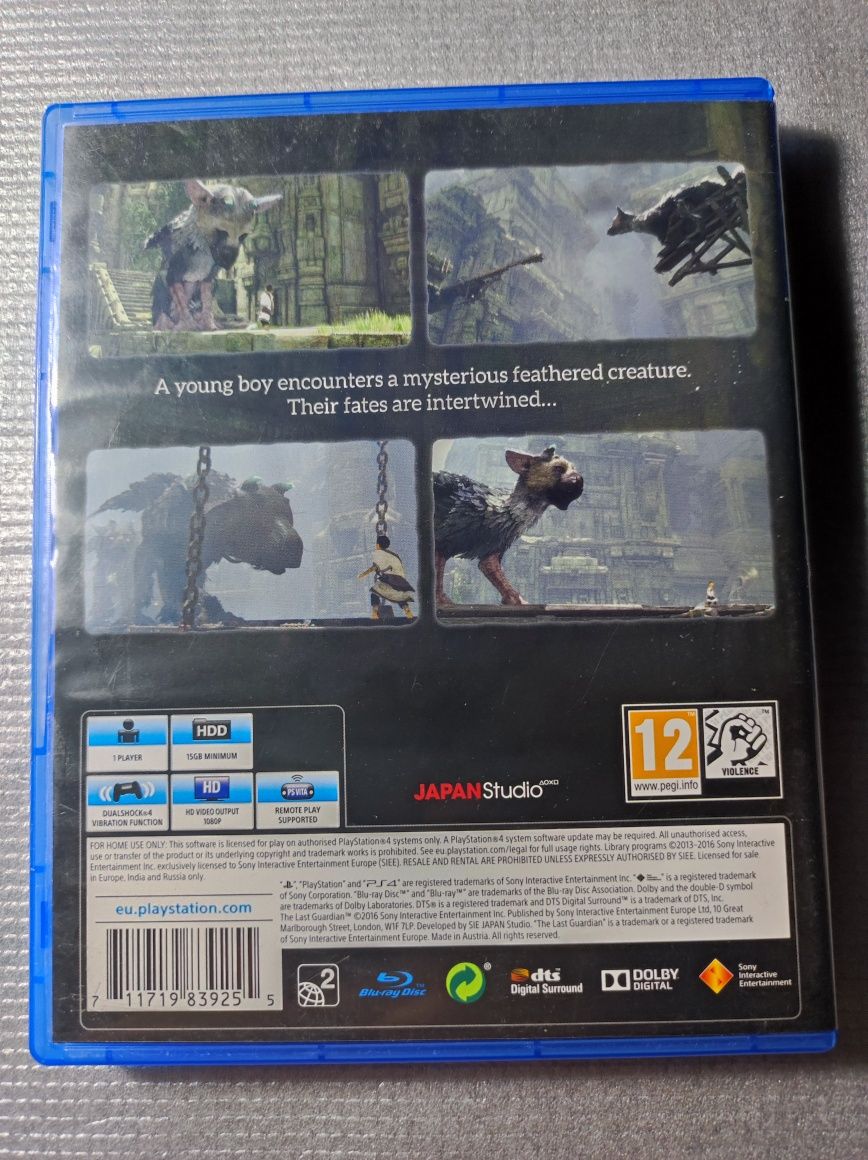 A young boy encounters a mysterious feathered creature.
Their fates are intertwined...
1 PLAYER
HDD
15GB MINIMUM
DUALSHOCK®4
VIBRATION FUNCTION
HD
HD VIDEO OUTPUT
1080P
PS VITA
REMOTE PLAY
SUPPORTED
JAPAN Studio
12
www.pegi.info
VIOLENCE
FOR HOME USE ONLY: This software is licensed for play on authorised PlayStation®4 systems only. A PlayStation®4 system software update may be required. All unauthorised access,
use or transfer of the product or its underlying copyright and trademark works is prohibited. See eu.playstation.com/legal for full usage rights. Library programs ©2013-2016 Sony Interactive
Entertainment Inc. exclusively licensed to Sony Interactive Entertainment Europe (SIEE). RESALE AND RENTAL ARE PROHIBITED UNLESS EXPRESSLY AUTHORISED BY SIEE. Licensed for sale
in Europe, India and Russia only.
", "PlayStation" and "PS4" are registered trademarks of Sony Interactive Entertainment Inc. " is a registered trademark
of Sony Corporation. "Blu-ray Disc™" and "Blu-ray™" are trademarks of the Blu-ray Disc Association. Dolby and the double-D symbol
are trademarks of Dolby Laboratories. DTS® is a registered trademark and DTS Digital Surround™ is a trademark of DTS, Inc.
The Last Guardian™ ©2016 Sony Interactive Entertainment Inc. Published by Sony Interactive Entertainment Europe Ltd, 10 Great
Marlborough Street, London, W1F 7LP. Developed by SIE JAPAN Studio. "The Last Guardian" is a trademark or a registered trademark
of Sony Interactive Entertainment Europe. Made in Austria. All rights reserved.
eu.playstation.com
7 11719 83925 5
2
Blu-ray Disc™
®
dts
Digital Surround
DOLBY
DIGITAL
Sony
Interactive
Entertainment